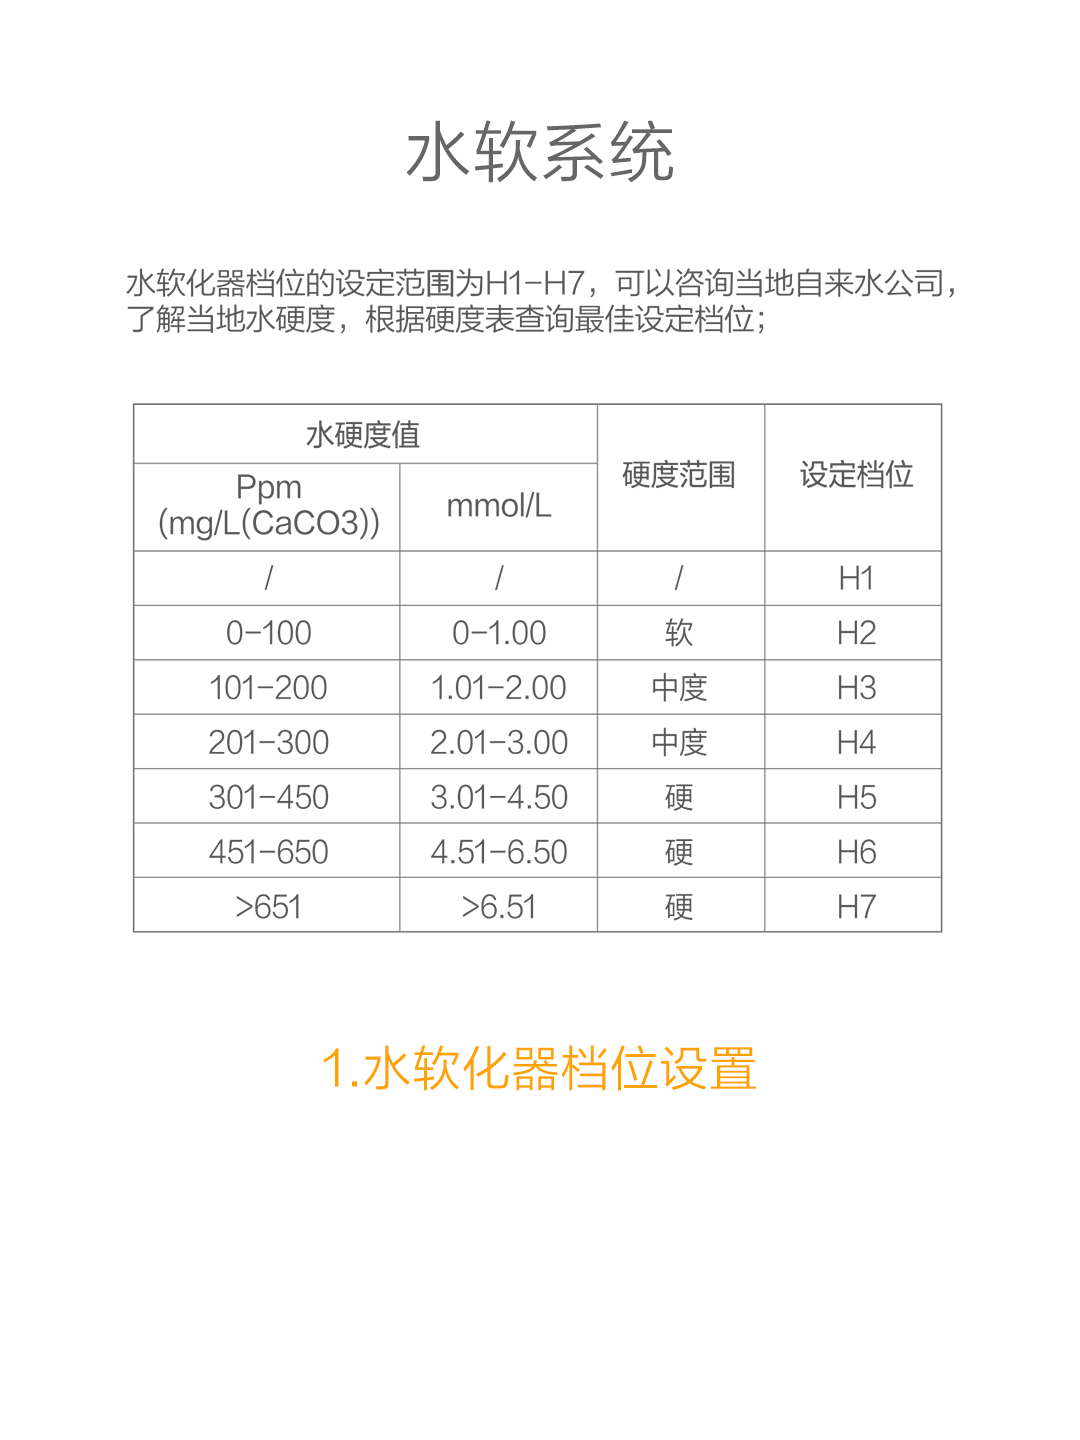 水软系统
水软化器档位的设定范围为H1-H7，可以咨询当地自来水公司，
了解当地水硬度，根据硬度表查询最佳设定档位；
水硬度值 硬度范围 设定档位
Ppm
(mg/L(CaCO3)) mmol/L
/ / / H1
0-100 0-1.00 软 H2
101-200 1.01-2.00 中度 H3
201-300 2.01-3.00 中度 H4
301-450 3.01-4.50 硬 H5
451-650 4.51-6.50 硬 H6
>651 >6.51 硬 H7
1.水软化器档位设置